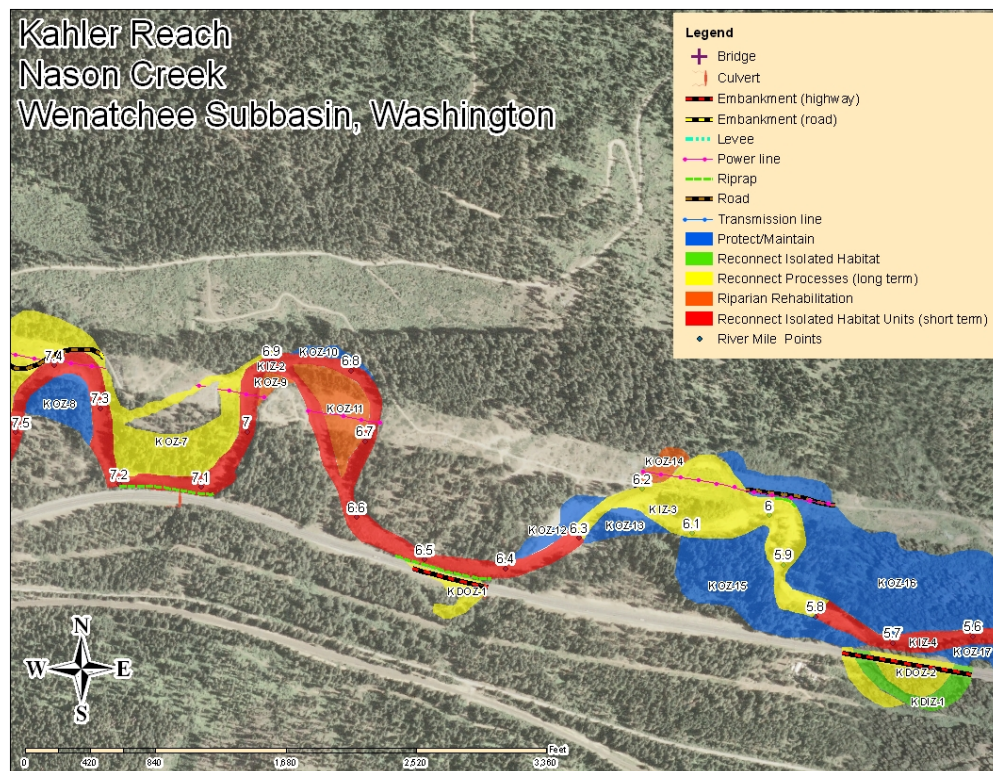 Kahler Reach
Nason Creek
Wenatchee Subbasin, Washington
Legend
Bridge
Culvert
Embankment (highway)
Embankment (road)
Levee
Power line
Riprap
Road
Transmission line
Protect/Maintain
Reconnect Isolated Habitat
Reconnect Processes (long term)
Riparian Rehabilitation
Reconnect Isolated Habitat Units (short term)
River Mile Points
7.4
6.9
KOZ-10
6.8
KIZ-2
KOZ-9
KOZ-8
7.3
KOZ-11
7.5
7
6.7
KOZ-7
7.2
7.1
KOZ-14
6.2
6.6
KOZ-12
6.3
KIZ-3
6
KOZ-13
6.1
6.5
6.4
5.9
KDOZ-1
KOZ-15
KOZ-16
5.8
5.7
5.6
KIZ-4
KOZ-17
KDOZ-2
KDIZ-1
N
W E
S
Feet
0 420 840 1,680 2,520 3,360